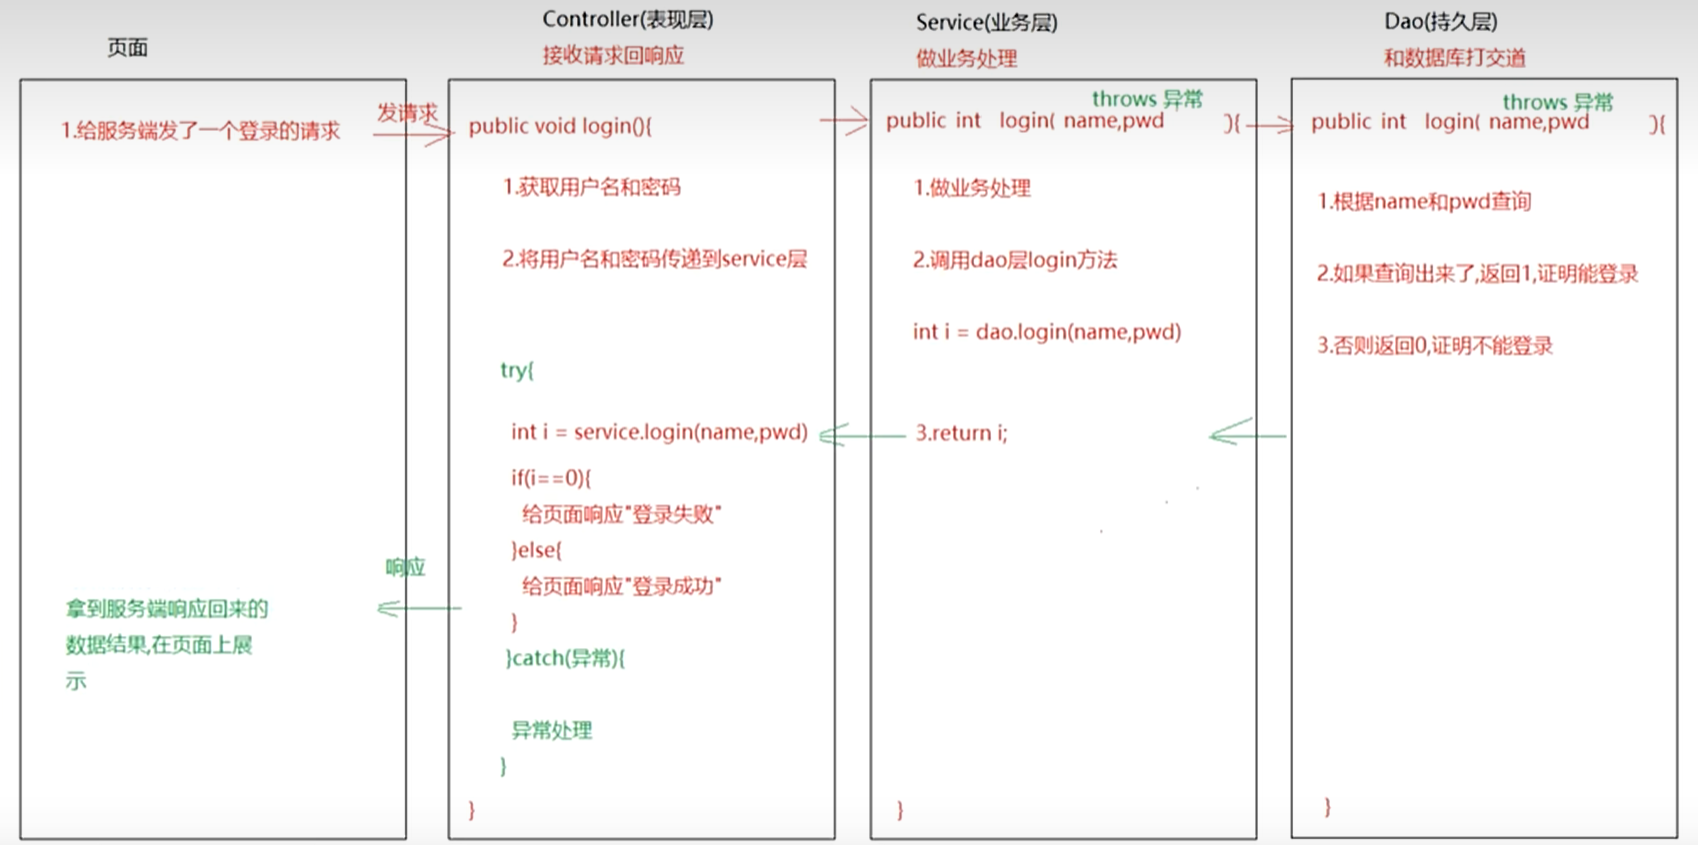 页面
1.给服务端发了一个登录的请求
发请求
响应
拿到服务端响应回来的
数据结果,在页面上展
示
Controller(表现层)
接收请求回响应
public void login(){
1.获取用户名和密码
2.将用户名和密码传递到service层
try{
int i = service.login(name,pwd)
if(i==0){
给页面响应"登录失败"
}else{
给页面响应"登录成功"
}
}catch(异常){
异常处理
}
}
Service(业务层)
做业务处理
throws 异常
public int login( name,pwd ){
1.做业务处理
2.调用dao层login方法
int i = dao.login(name,pwd)
3.return i;
}
Dao(持久层)
和数据库打交道
throws 异常
public int login( name,pwd ){
1.根据name和pwd查询
2.如果查询出来了,返回1,证明能登录
3.否则返回0,证明不能登录
}